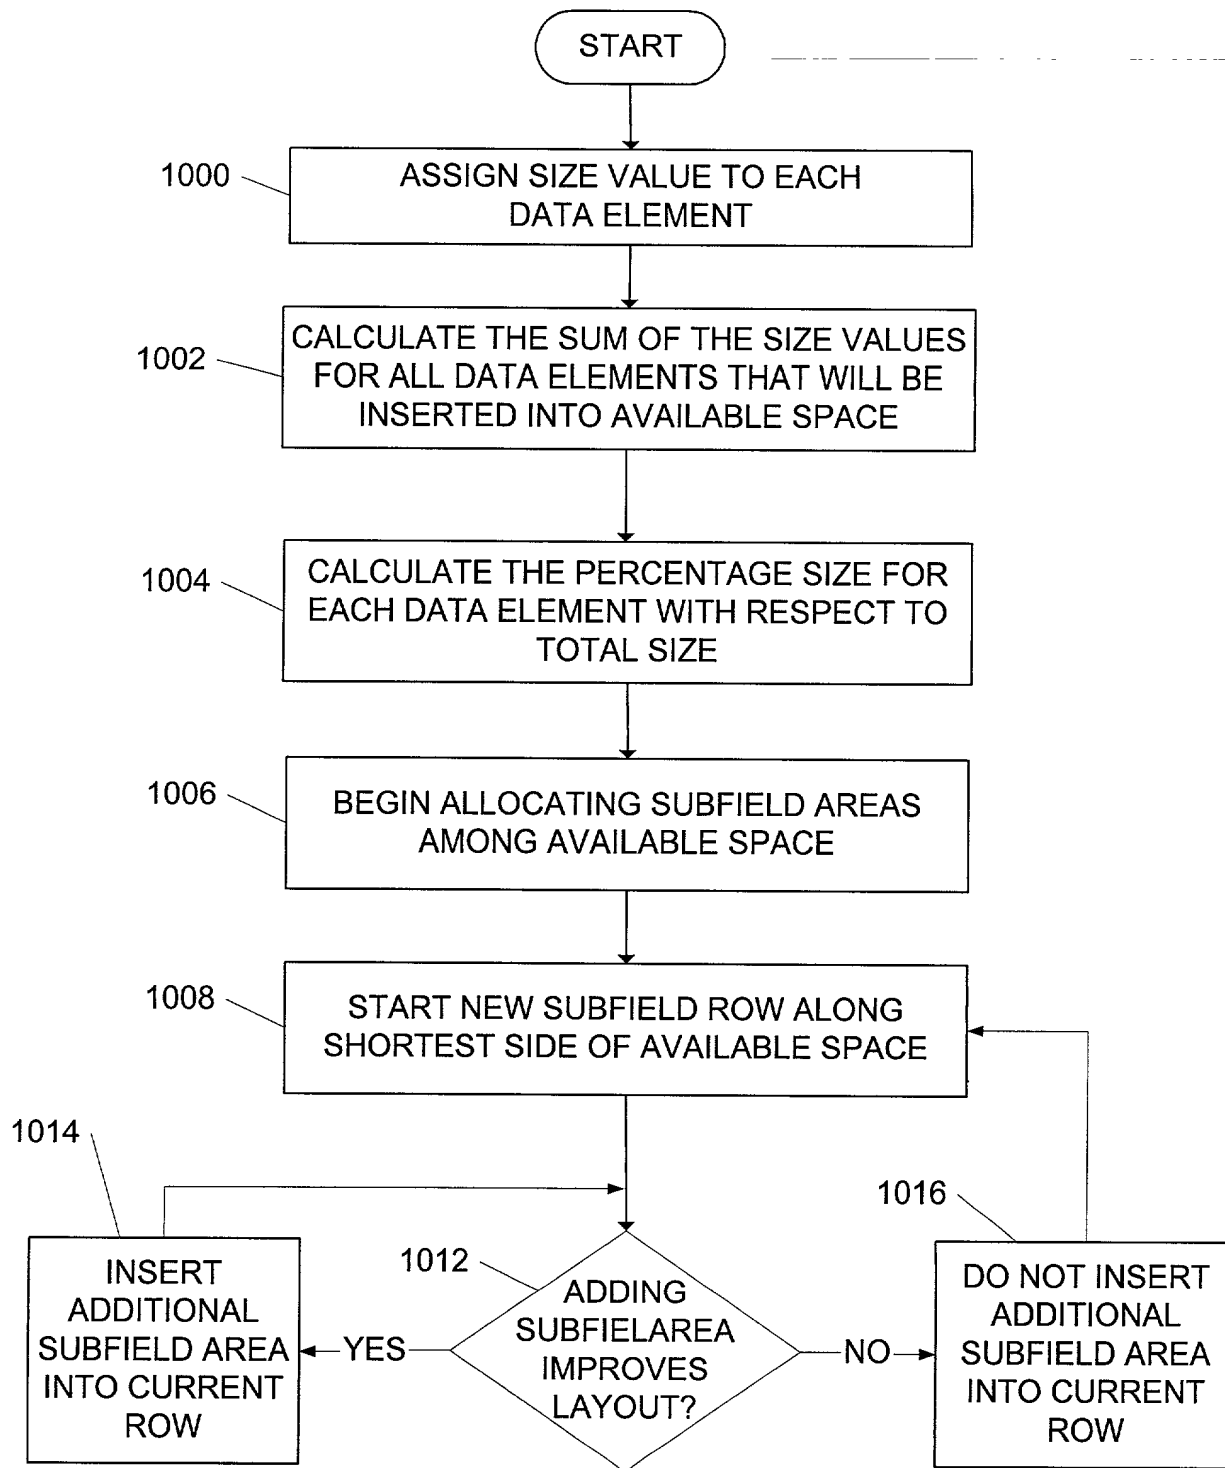 START
1000
ASSIGN SIZE VALUE TO EACH
DATA ELEMENT
1002
CALCULATE THE SUM OF THE SIZE VALUES
FOR ALL DATA ELEMENTS THAT WILL BE
INSERTED INTO AVAILABLE SPACE
1004
CALCULATE THE PERCENTAGE SIZE FOR
EACH DATA ELEMENT WITH RESPECT TO
TOTAL SIZE
1006
BEGIN ALLOCATING SUBFIELD AREAS
AMONG AVAILABLE SPACE
1008
START NEW SUBFIELD ROW ALONG
SHORTEST SIDE OF AVAILABLE SPACE
1014
INSERT
ADDITIONAL
SUBFIELD AREA
INTO CURRENT
ROW
YES
1012
ADDING
SUBFIELAREA
IMPROVES
LAYOUT?
NO
1016
DO NOT INSERT
ADDITIONAL
SUBFIELD AREA
INTO CURRENT
ROW